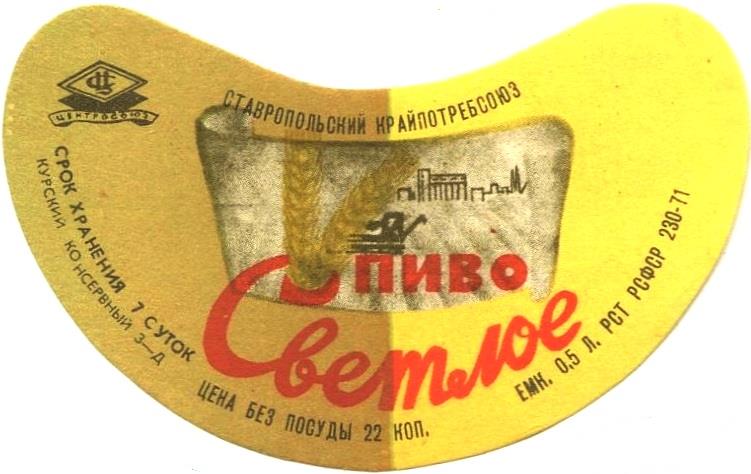 ЦЕНТРОСОЮЗ
СТАВРОПОЛЬСКИЙ КРАЙПОТРЕБСОЮЗ
ПИВО
Светлое
СРОК ХРАНЕНИЯ 7 СУТОК
КУРСКИЙ КОНСЕРВНЫЙ З—Д
ЦЕНА БЕЗ ПОСУДЫ 22 КОП.
ЕМК. 0,5 Л. РСТ РСФСР 230-71